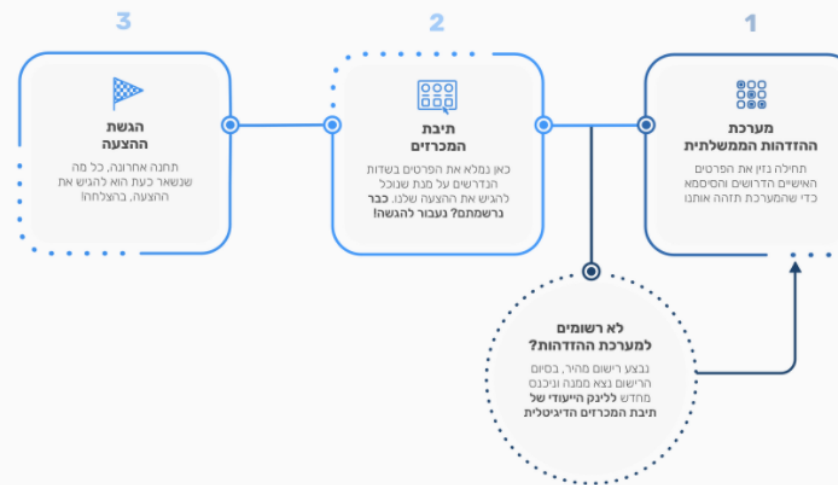 1
מערכת
ההזדהות הממשלתית
תחילה נזין את הפרטים
האישיים הדרושים והסיסמא
כדי שהמערכת תזהה אותנו
2
תיבת
המכרזים
כאן נמלא את הפרטים בשדות
הנדרשים על מנת שנוכל
להגיש את ההצעה שלנו. כבר
נרשמתם? נעבור להגשה!
3
הגשת
ההצעה
תחנה אחרונה, כל מה
שנשאר כעת הוא להגיש את
ההצעה, בהצלחה!
לא רשומים
למערכת ההזדהות?
נבצע רישום מהיר, בסיום
הרישום נצא ממנה וניכנס
מחדש ללינק הייעודי של
תיבת המכרזים הדיגיטלית